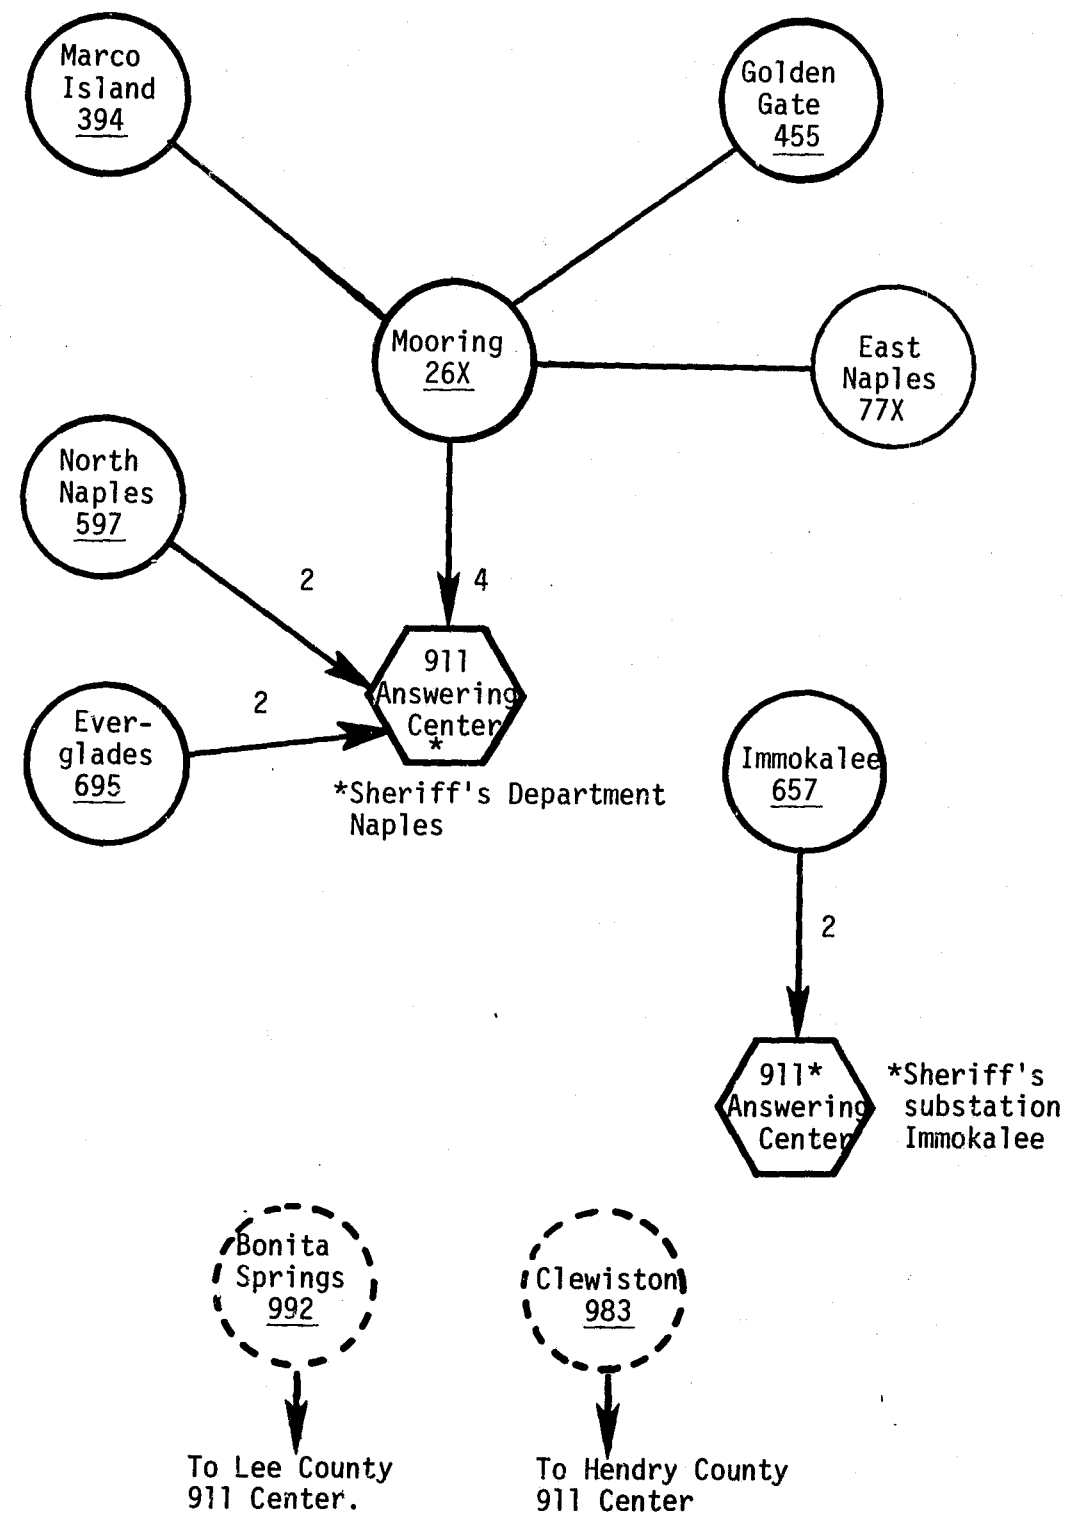 Marco
Island
394
Golden
Gate
455
Mooring
26X
East
Naples
77X
North
Naples
597
2
4
911
Answering
Center
*
Ever-
glades
695
2
*Sheriff's Department
Naples
Immokalee
657
2
911*
Answering
Center
*Sheriff's
substation
Immokalee
Bonita
Springs
992
Clewiston
983
To Lee County
911 Center.
To Hendry County
911 Center